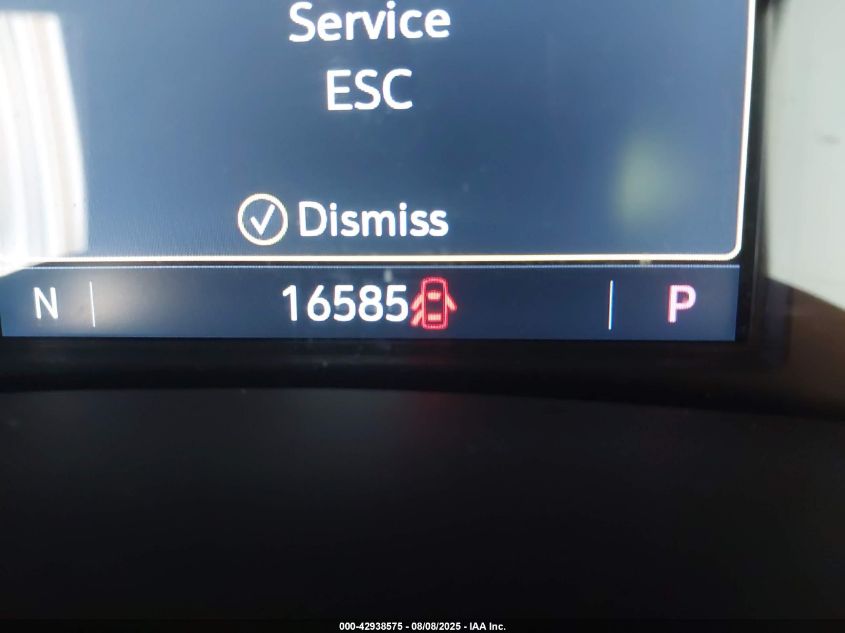 Service
ESC
Dismiss
N 16585 P
000-42938575 - 08/08/2025 - IAA Inc.